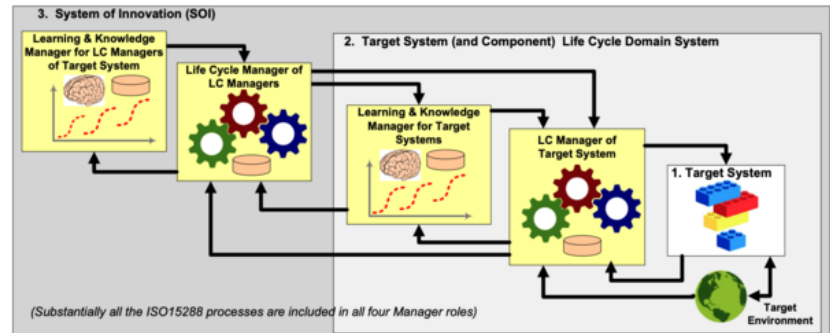 3. System of Innovation (SOI)
Learning & Knowledge
Manager for LC Managers
of Target System
Life Cycle Manager of
LC Managers
2. Target System (and Component) Life Cycle Domain System
Learning & Knowledge
Manager for Target
Systems
LC Manager of
Target System
1. Target System
Target
Environment
(Substantially all the ISO15288 processes are included in all four Manager roles)